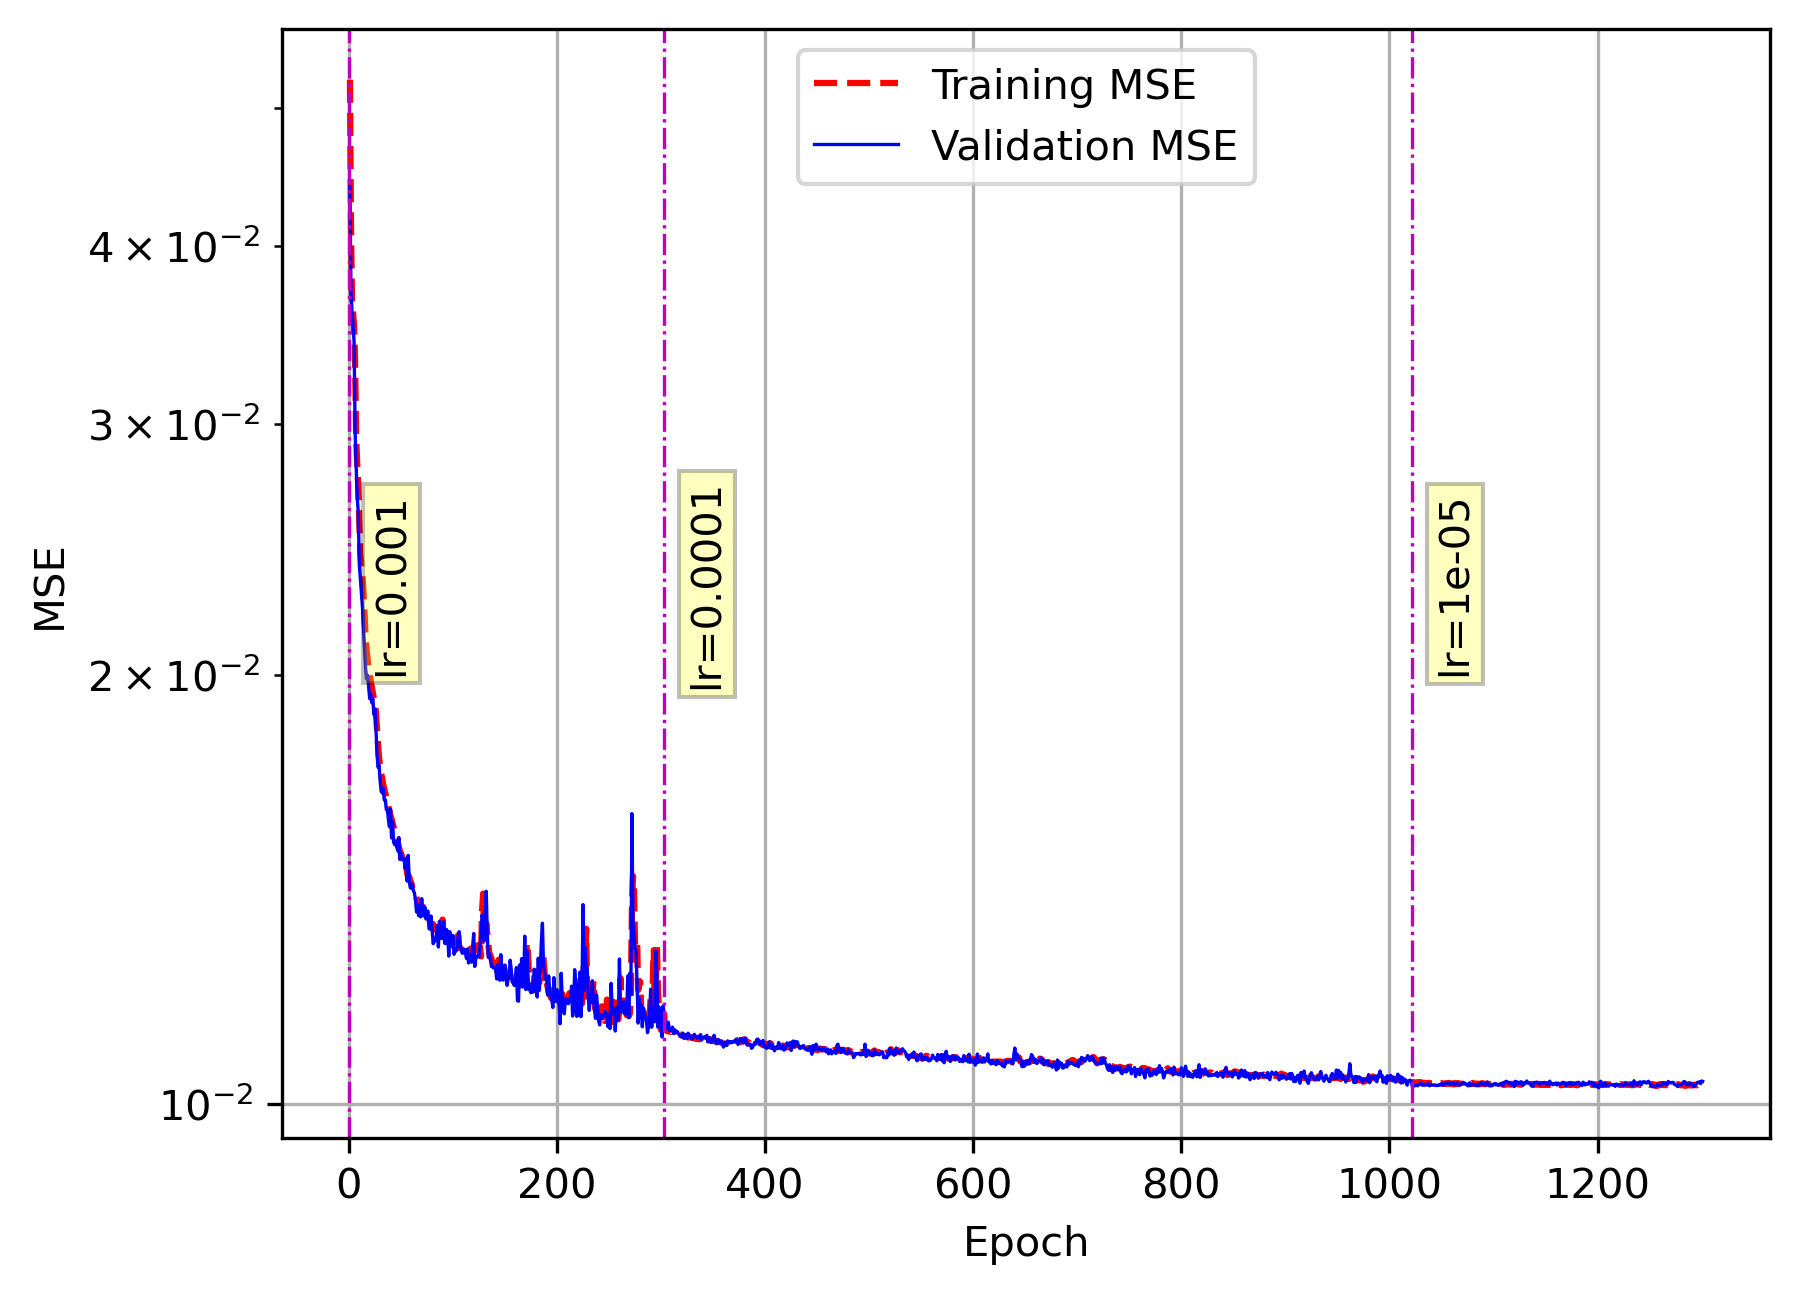 Training MSE
Validation MSE
4 × 10⁻²
3 × 10⁻²
2 × 10⁻²
10⁻²
MSE
lr=0.001
lr=0.0001
lr=1e-05
0 200 400 600 800 1000 1200
Epoch